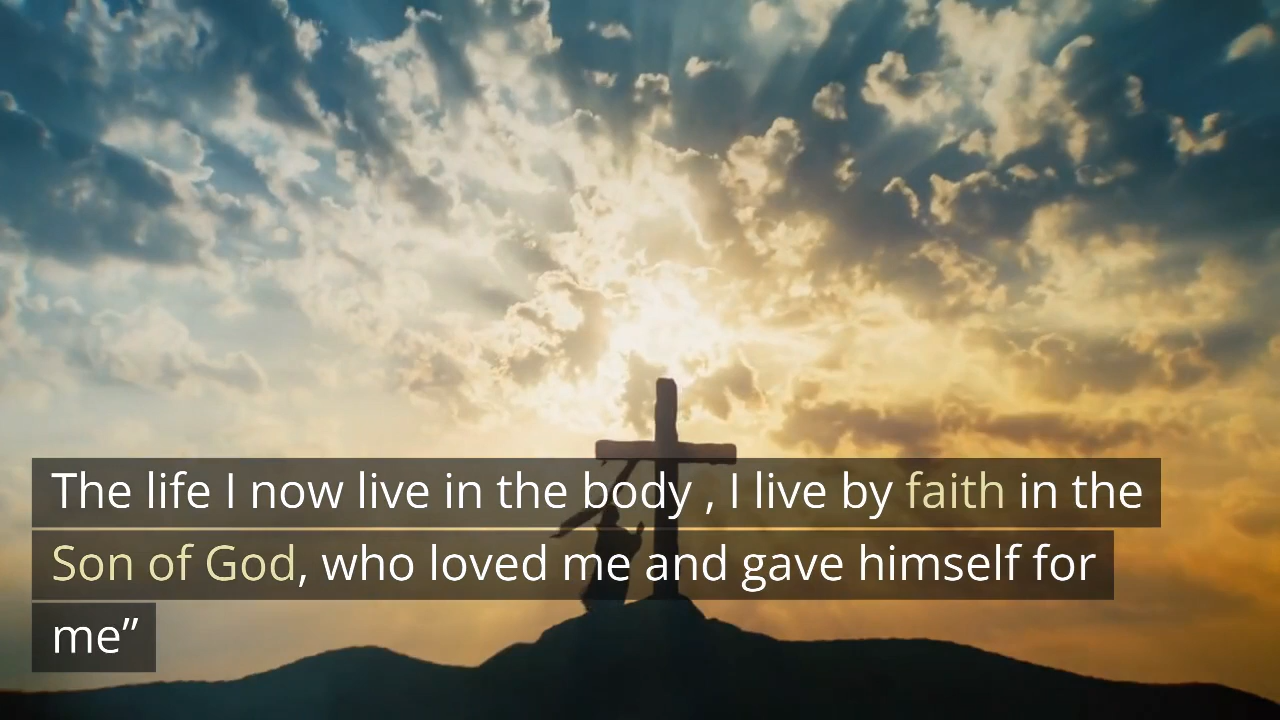 The life I now live in the body , I live by faith in the
Son of God, who loved me and gave himself for
me”